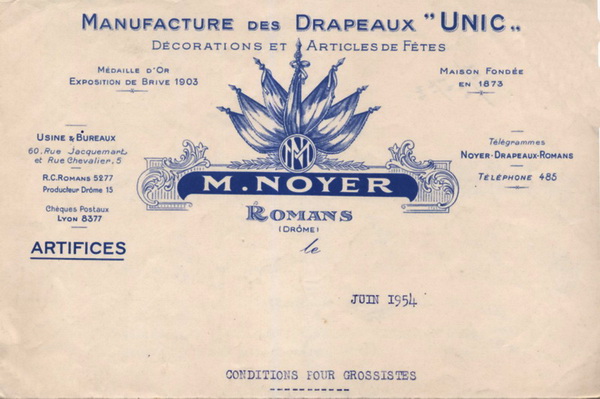 MANUFACTURE DES DRAPEAUX "UNIC"
DÉCORATIONS ET ARTICLES DE FÊTES
MÉDAILLE D'OR
EXPOSITION DE BRIVE 1903
MAISON FONDÉE
EN 1873
USINE & BUREAUX
60, Rue Jacquemart
et Rue Chevalier, 5
R.C. ROMANS 5277
Producteur Drôme 15
Chèques Postaux
LYON 8377
ARTIFICES
NM
M. NOYER
ROMANS
(DRÔME)
le
Télégrammes
NOYER-DRAPEAUX-ROMANS
TÉLÉPHONE 485
JUIN 1954
CONDITIONS POUR GROSSISTES